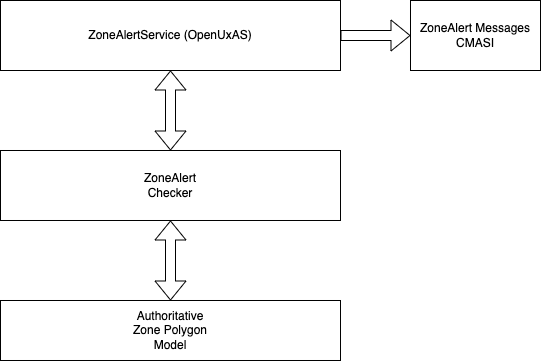 ZoneAlertService (OpenUxAS)
ZoneAlert Messages
CMASI
ZoneAlert
Checker
Authoritative
Zone Polygon
Model